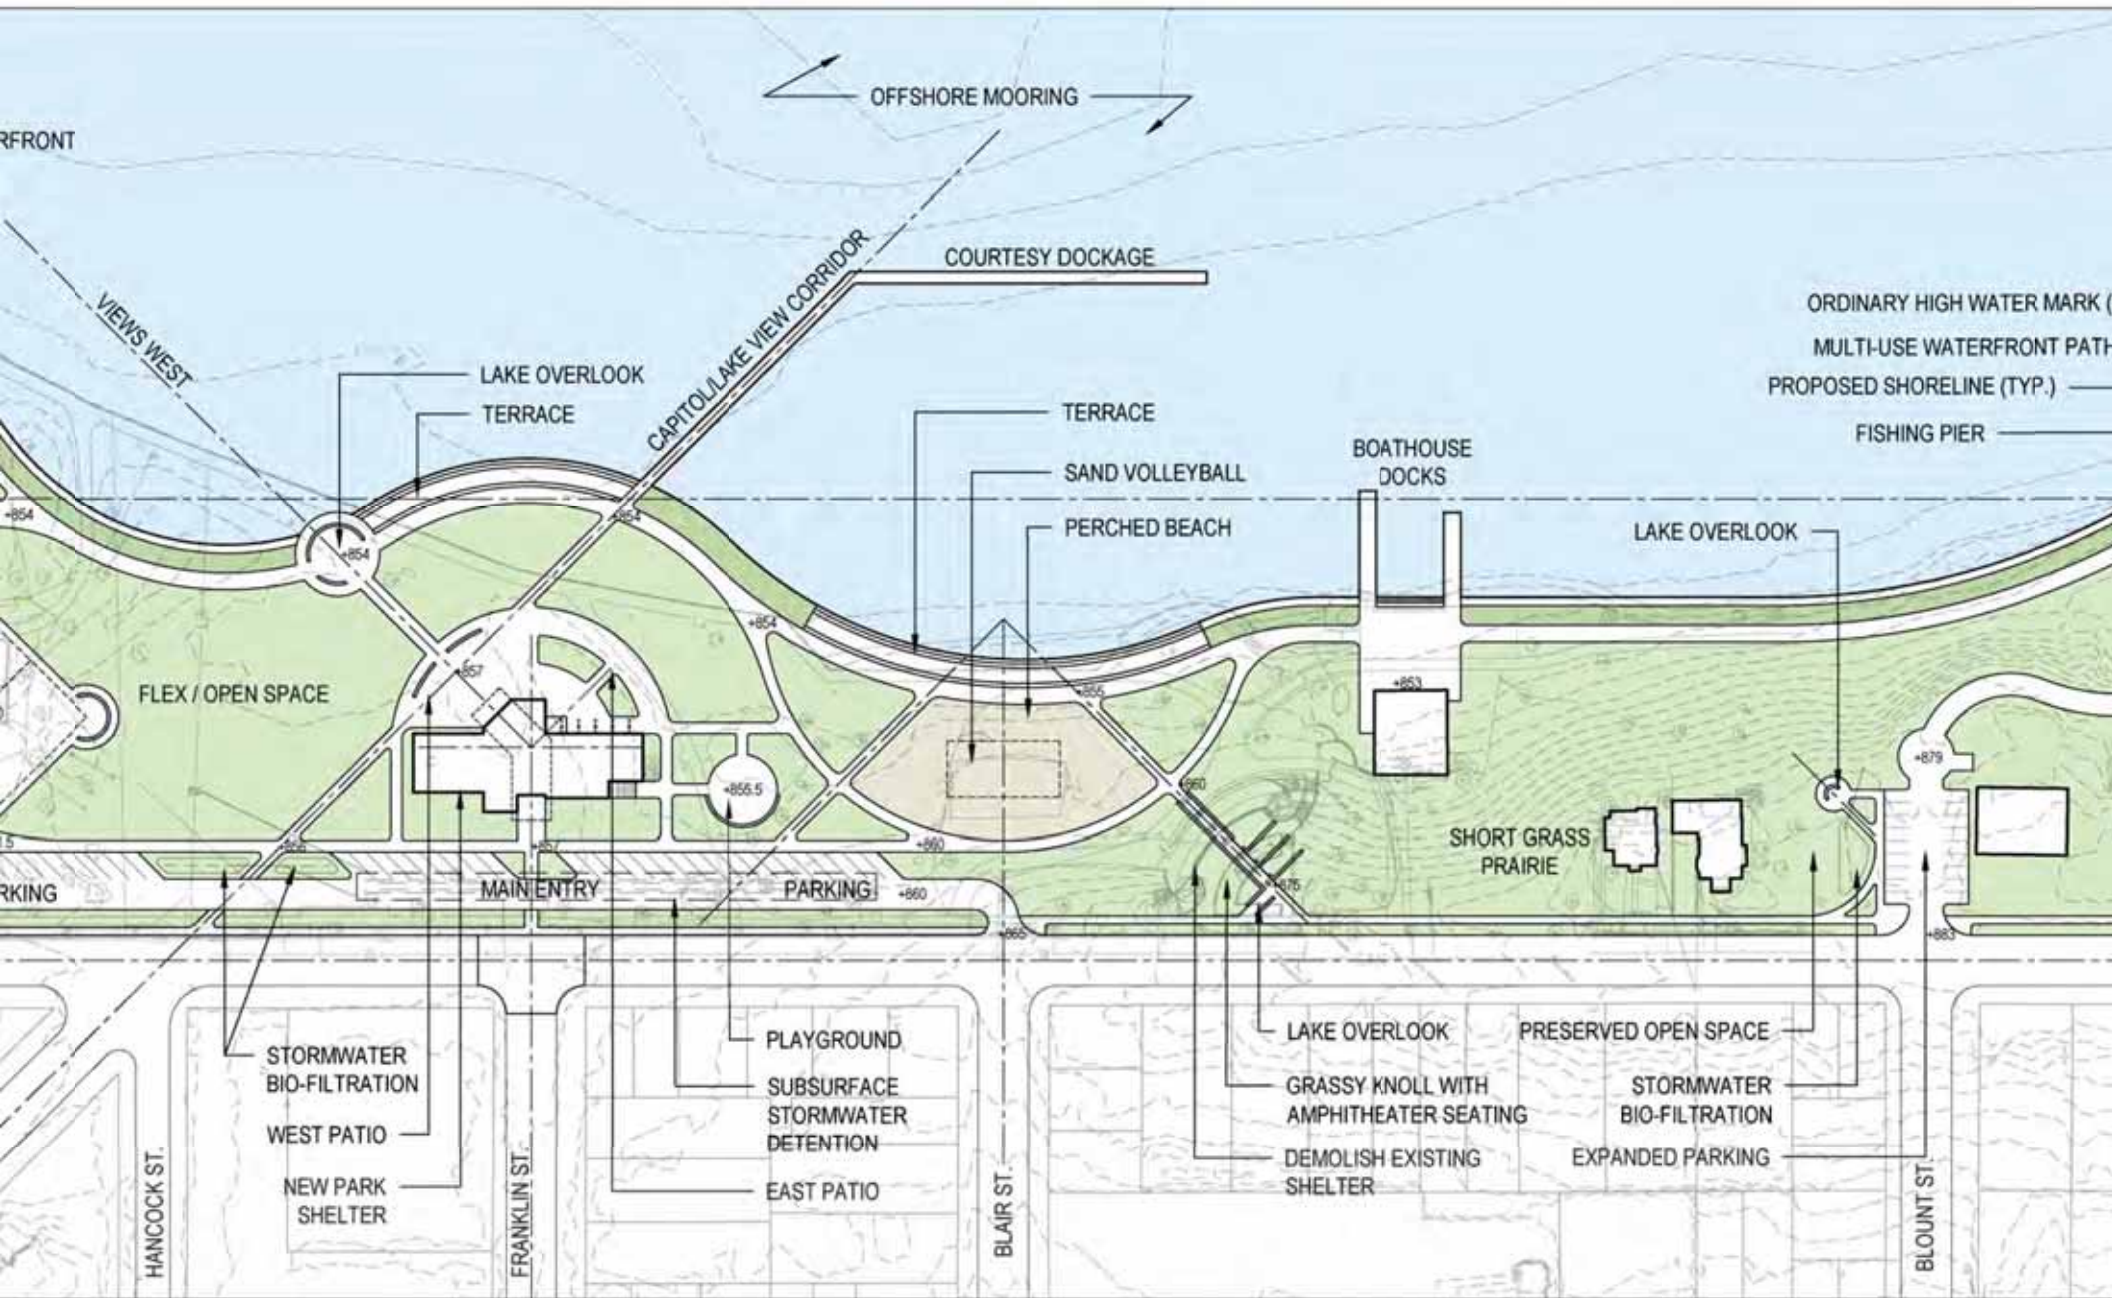 OFFSHORE MOORING
RFRONT
COURTESY DOCKAGE
CAPITOL/LAKE VIEW CORRIDOR
VIEWS WEST
ORDINARY HIGH WATER MARK (
MULTI-USE WATERFRONT PATH
PROPOSED SHORELINE (TYP.)
FISHING PIER
LAKE OVERLOOK
TERRACE
TERRACE
SAND VOLLEYBALL
PERCHED BEACH
BOATHOUSE
DOCKS
LAKE OVERLOOK
+854
+854
+854
+854
+857
+855
+853
FLEX / OPEN SPACE
+855.5
+860
+879
SHORT GRASS
PRAIRIE
+860
+857
RKING
MAIN ENTRY
PARKING
+860
+875
+865
+883
LAKE OVERLOOK
PRESERVED OPEN SPACE
PLAYGROUND
STORMWATER
BIO-FILTRATION
SUBSURFACE
STORMWATER
DETENTION
GRASSY KNOLL WITH
AMPHITHEATER SEATING
STORMWATER
BIO-FILTRATION
WEST PATIO
DEMOLISH EXISTING
SHELTER
EXPANDED PARKING
NEW PARK
SHELTER
EAST PATIO
HANCOCK ST.
FRANKLIN ST.
BLAIR ST.
BLOUNT ST.